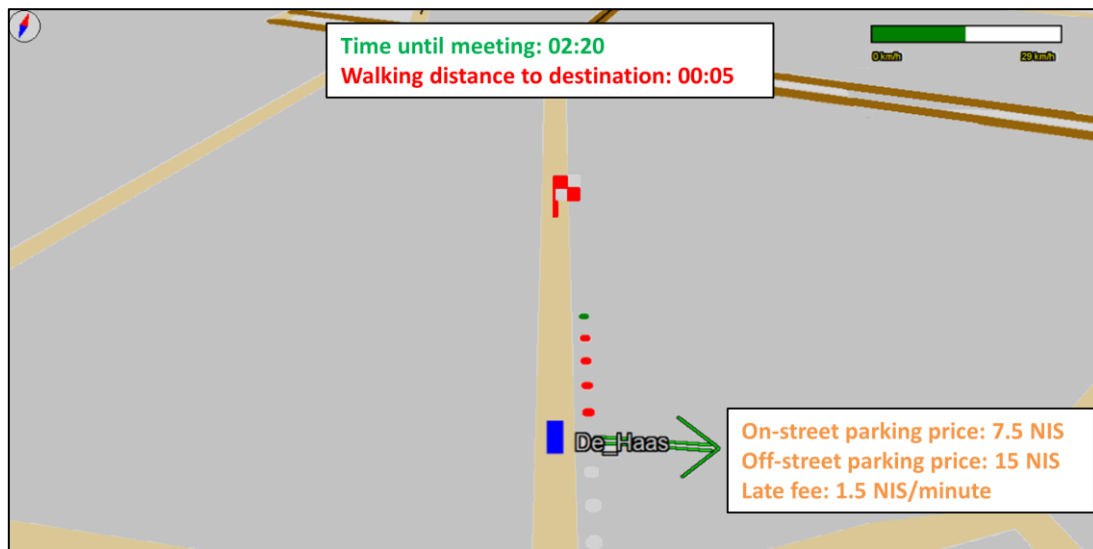 Time until meeting: 02:20
Walking distance to destination: 00:05
0 km/h
29 km/h
De_Haas
On-street parking price: 7.5 NIS
Off-street parking price: 15 NIS
Late fee: 1.5 NIS/minute